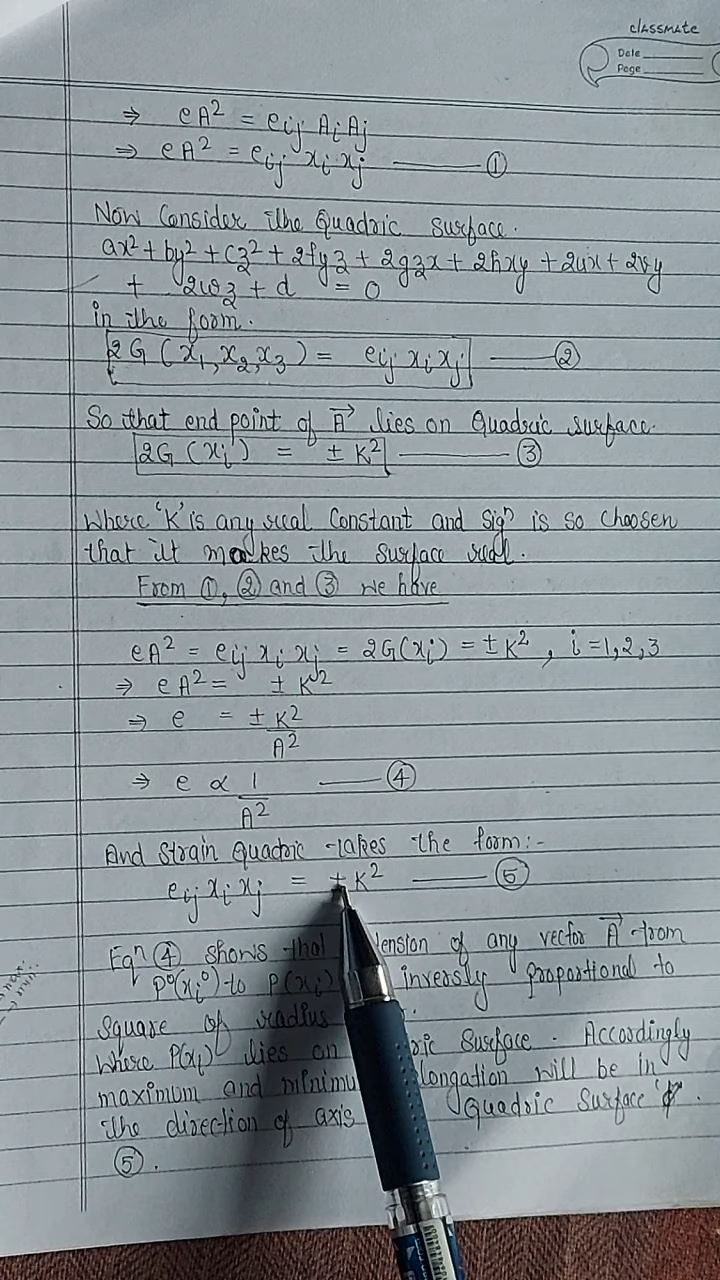 classmate
Date
Page
⇒ eA² = eij Ai Aj
⇒ eA² = eij xi xj ——— ①
Now Consider the Quadric surface.
ax² + by² + cz² + 2fyz + 2gzx + 2hxy + 2ux + 2vy
+ 2wz + d = 0
in the form.
2G (x₁, x₂, x₃) = eij xi xj ——— ②
So that end point of A⃗ lies on Quadric surface.
2G (xi) = ± K² ——— ③
Where 'K' is any real Constant and Sigⁿ is so choosen
that it makes the surface real.
From ①, ② and ③ we have
eA² = eij xi xj = 2G(xi) = ± K² , i = 1,2,3
⇒ eA² = ± K²
⇒ e = ± K² / A²
⇒ e ∝ 1 / A² ——— ④
And Strain Quadric takes the form:-
eij xi xj = ± K² ——— ⑤
Eqⁿ ④ shows that tension of any vector A⃗ from
P⁰(xi⁰) to P(xi) inversly proportional to
Square of radius
Where P(xi) lies on ric Surface. Accordingly
maximum and minimu longation will be in
the direction of axis Quadric Surface
⑤.